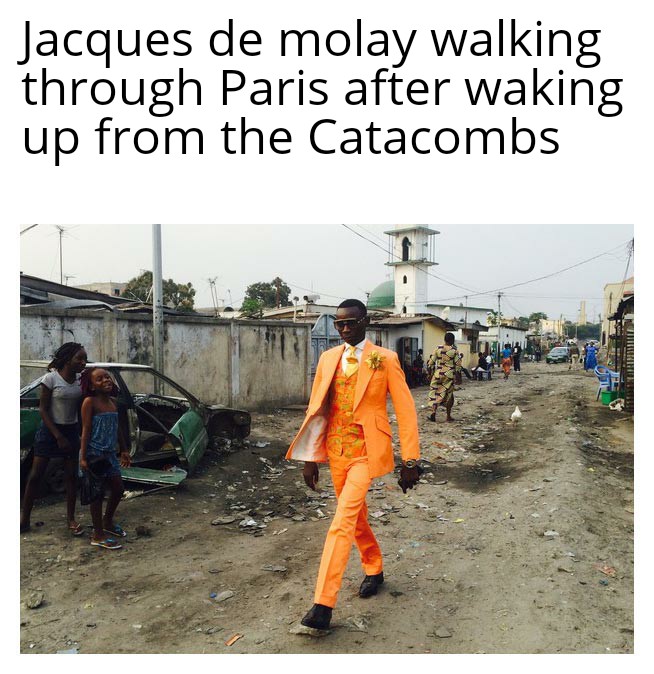 Jacques de molay walking
through Paris after waking
up from the Catacombs